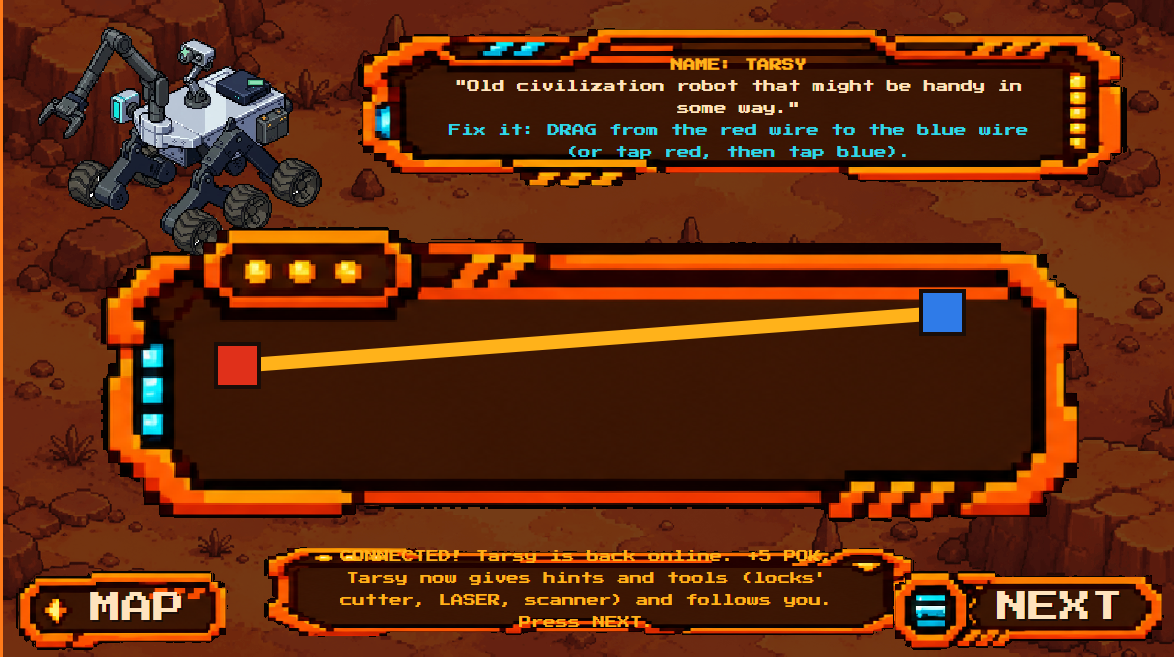 NAME: TARSY
"Old civilization robot that might be handy in
some way."
Fix it: DRAG from the red wire to the blue wire
(or tap red, then tap blue).
CONNECTED! Tarsy is back online. +5 POK.
Tarsy now gives hints and tools (locks'
cutter, LASER, scanner) and follows you.
Press NEXT.
MAP
NEXT